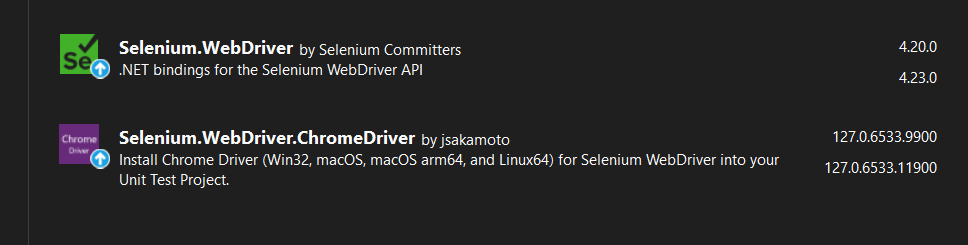 Se
Selenium.WebDriver by Selenium Committers 4.20.0
.NET bindings for the Selenium WebDriver API 4.23.0
Chrome
Driver
Selenium.WebDriver.ChromeDriver by jsakamoto 127.0.6533.9900
Install Chrome Driver (Win32, macOS, macOS arm64, and Linux64) for Selenium WebDriver into your 127.0.6533.11900
Unit Test Project.